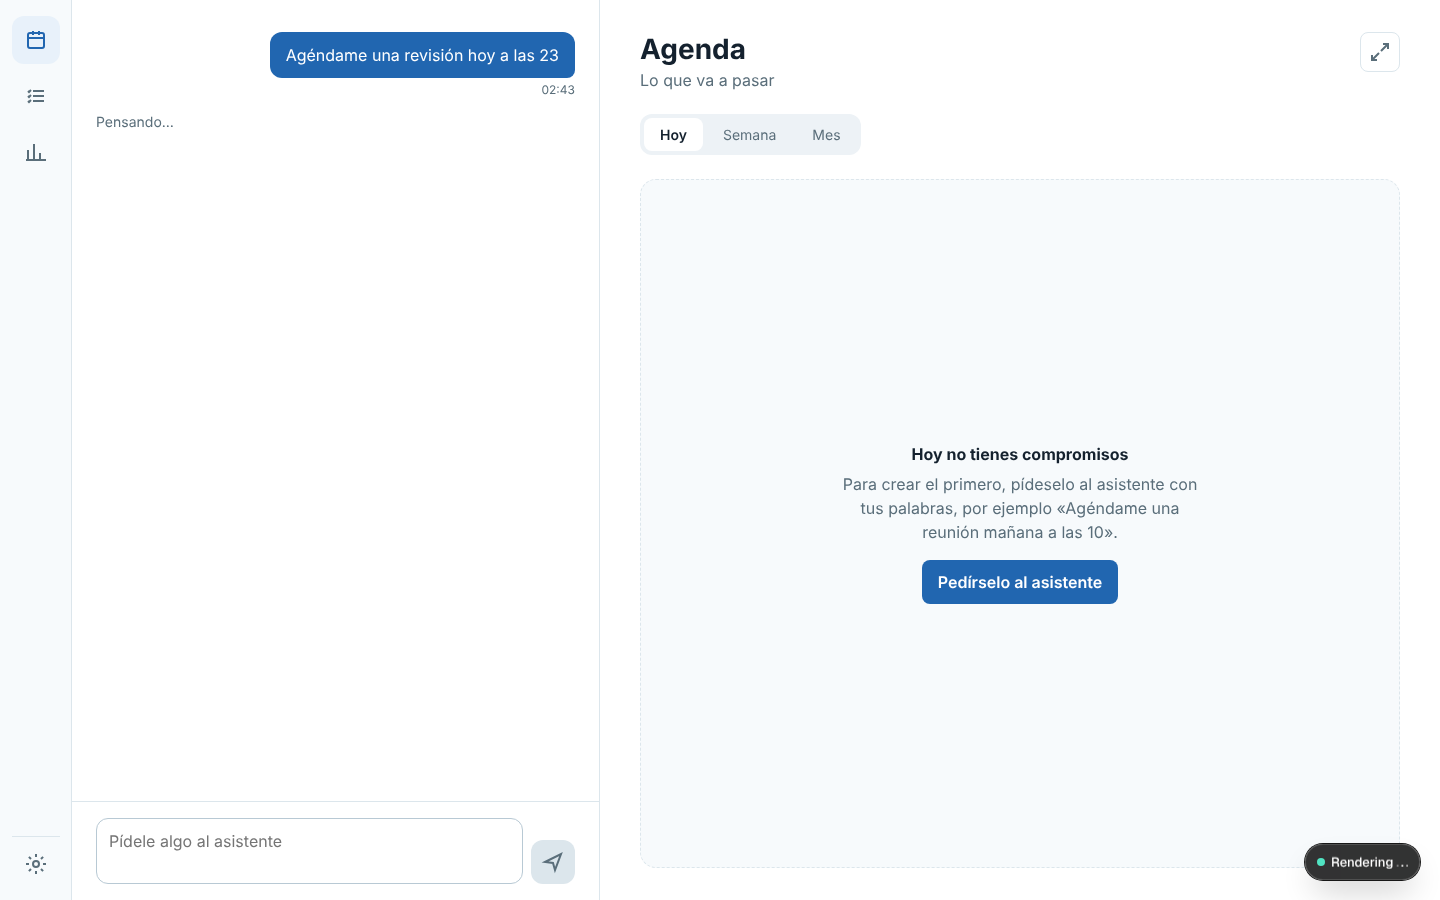 Agéndame una revisión hoy a las 23
02:43
Pensando...
Pídele algo al asistente
Agenda
Lo que va a pasar
Hoy
Semana
Mes
Hoy no tienes compromisos
Para crear el primero, pídeselo al asistente con
tus palabras, por ejemplo «Agéndame una
reunión mañana a las 10».
Pedírselo al asistente
Rendering ...